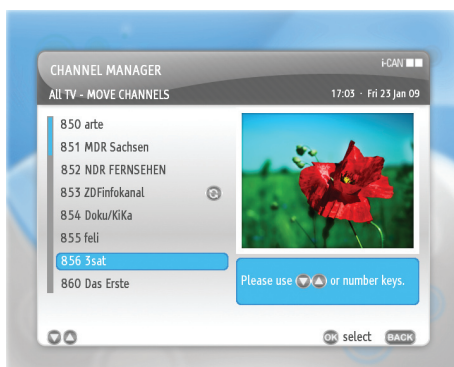 i-CAN
CHANNEL MANAGER
All TV - MOVE CHANNELS
17:03 · Fri 23 Jan 09
850 arte
851 MDR Sachsen
852 NDR FERNSEHEN
853 ZDFinfokanal
854 Doku/KiKa
855 feli
856 3sat
860 Das Erste
Please use or number keys.
OK select BACK